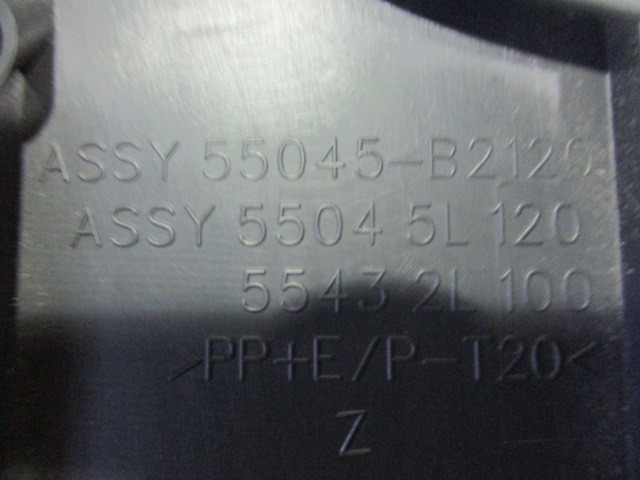 ASSY 55045-B2120
ASSY 5504 5L 120
5543 2L 100
>PP+E/P-T20<
Z